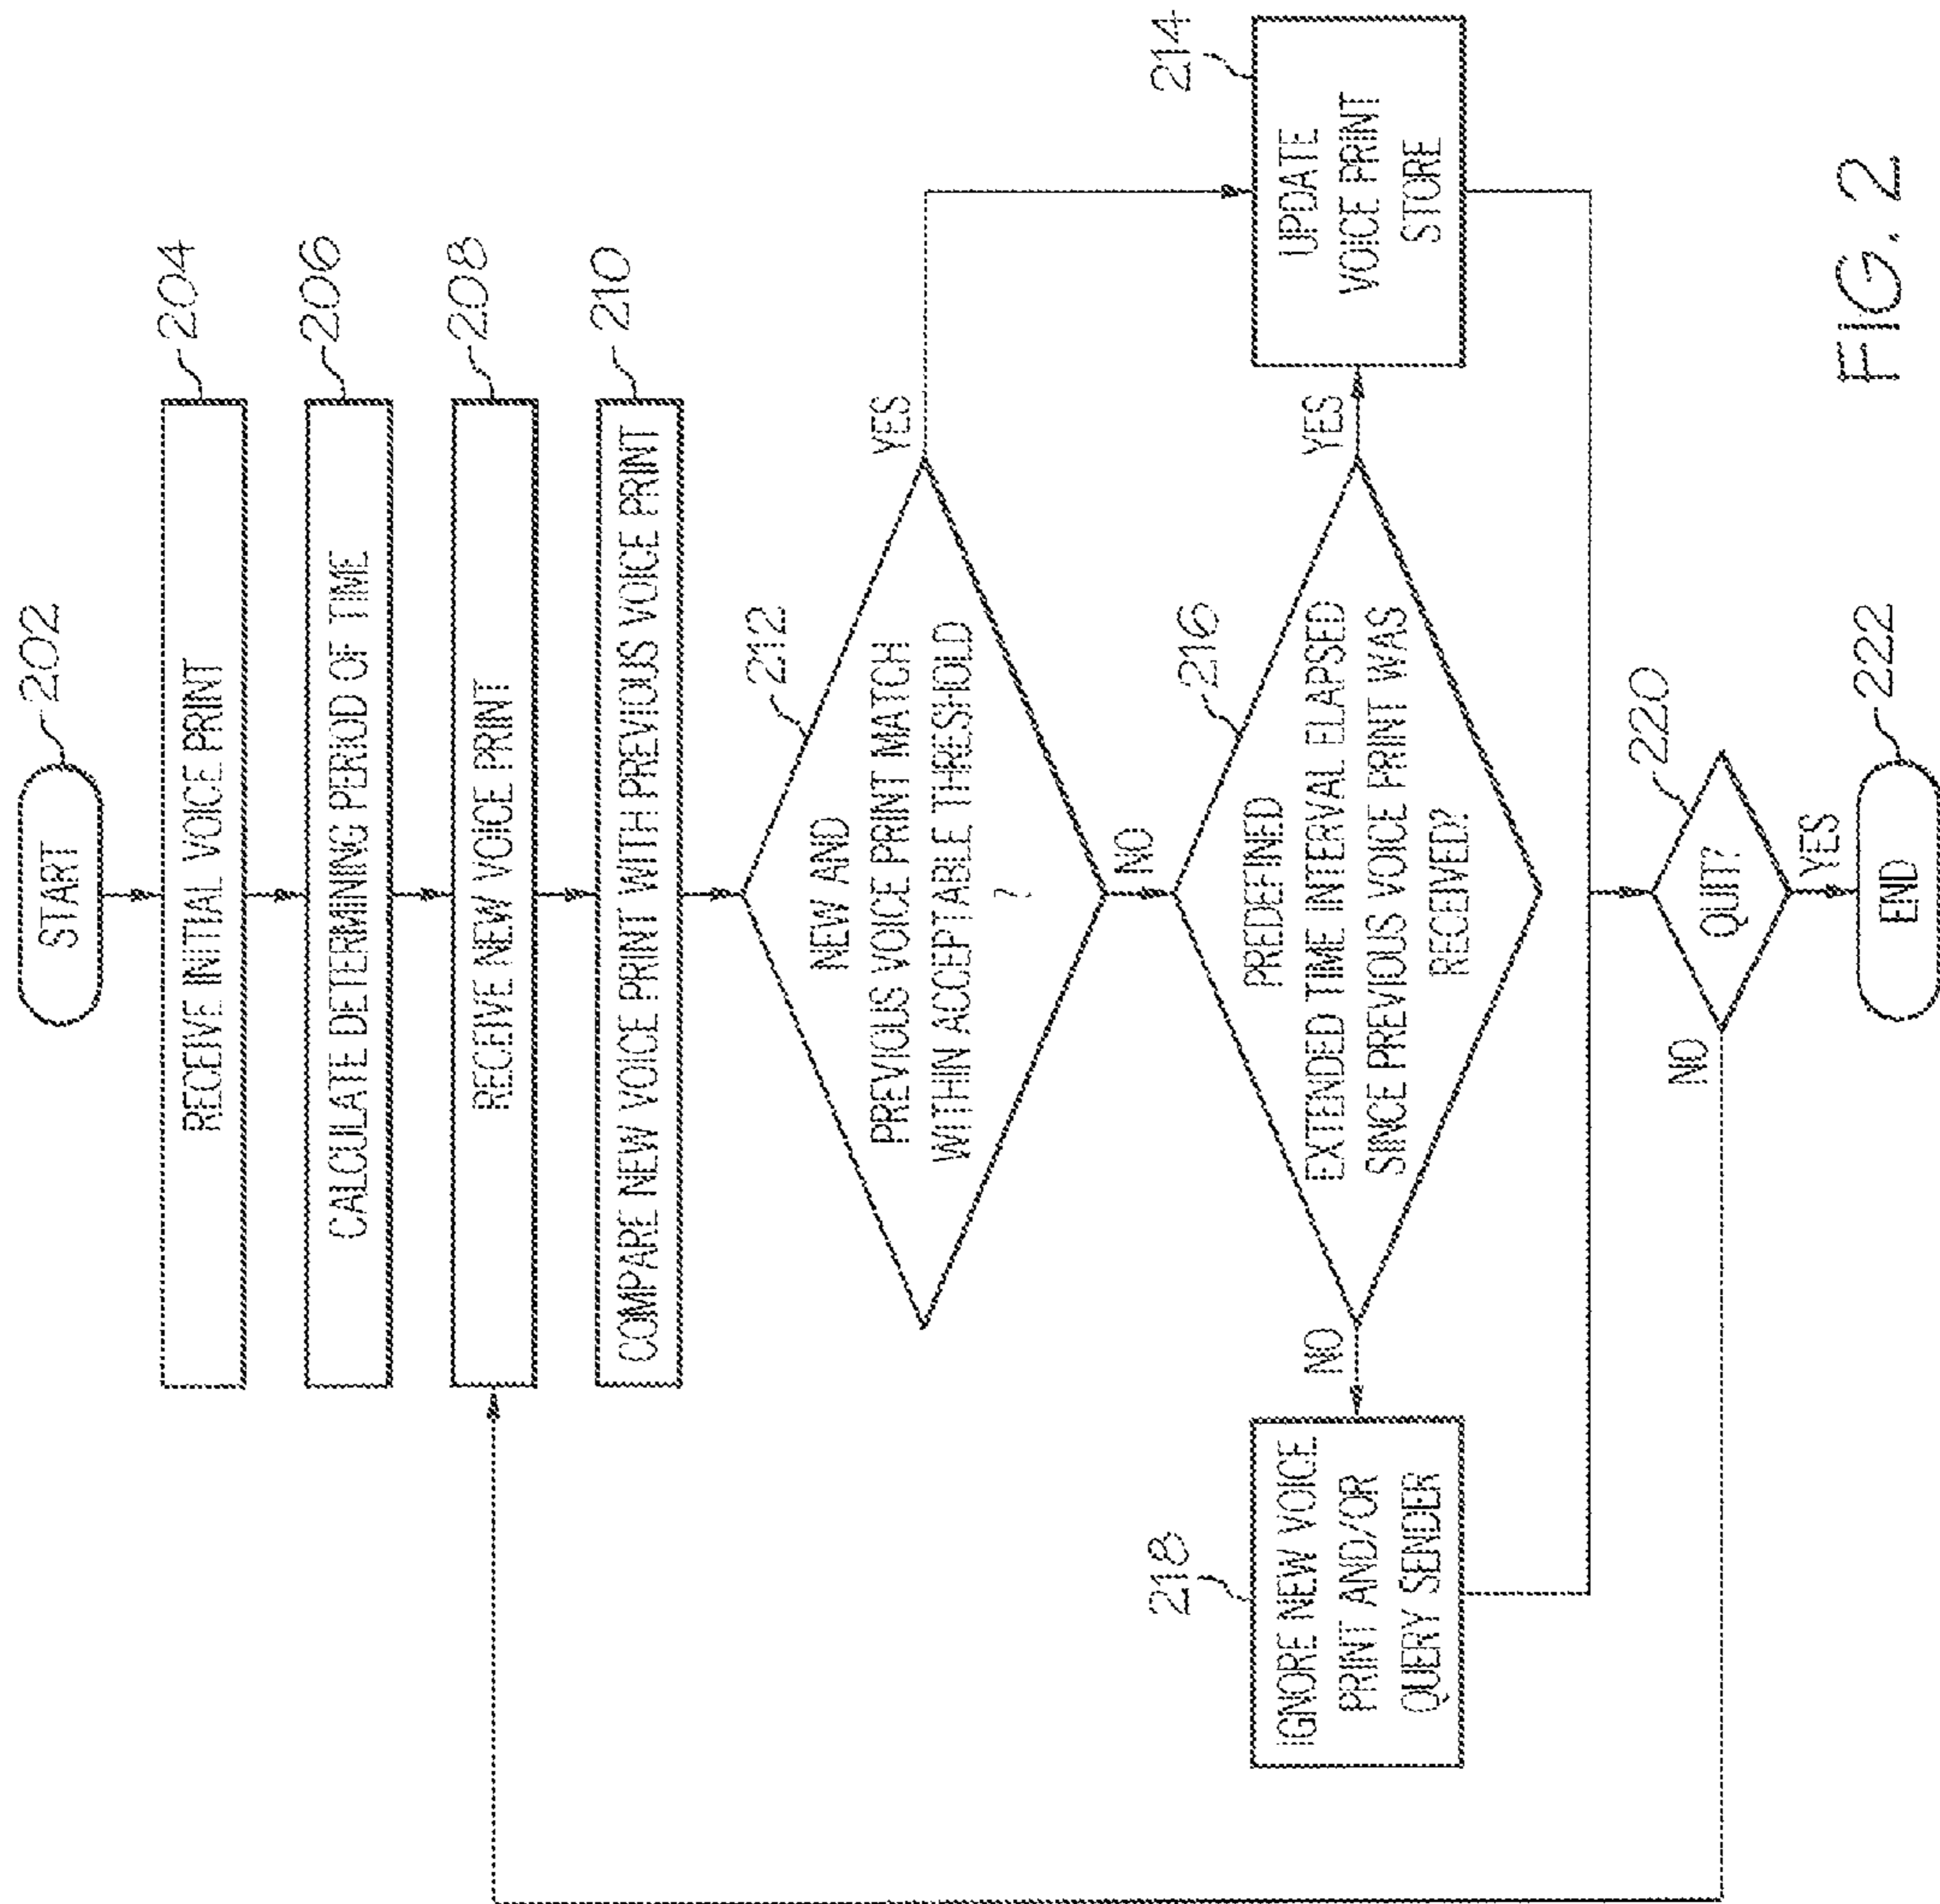 START
202
RECEIVE INITIAL VOICE PRINT
204
CALCULATE DETERMINING PERIOD OF TIME
206
RECEIVE NEW VOICE PRINT
208
COMPARE NEW VOICE PRINT WITH PREVIOUS VOICE PRINT
210
212
NEW AND
PREVIOUS VOICE PRINT MATCH
WITHIN ACCEPTABLE THRESHOLD
?
YES
NO
216
PREDEFINED
EXTENDED TIME INTERVAL ELAPSED
SINCE PREVIOUS VOICE PRINT WAS
RECEIVED?
NO
YES
218
IGNORE NEW VOICE
PRINT AND/OR
QUERY SENDER
214
UPDATE
VOICE PRINT
STORE
220
QUIT?
NO
YES
END
222
FIG. 2